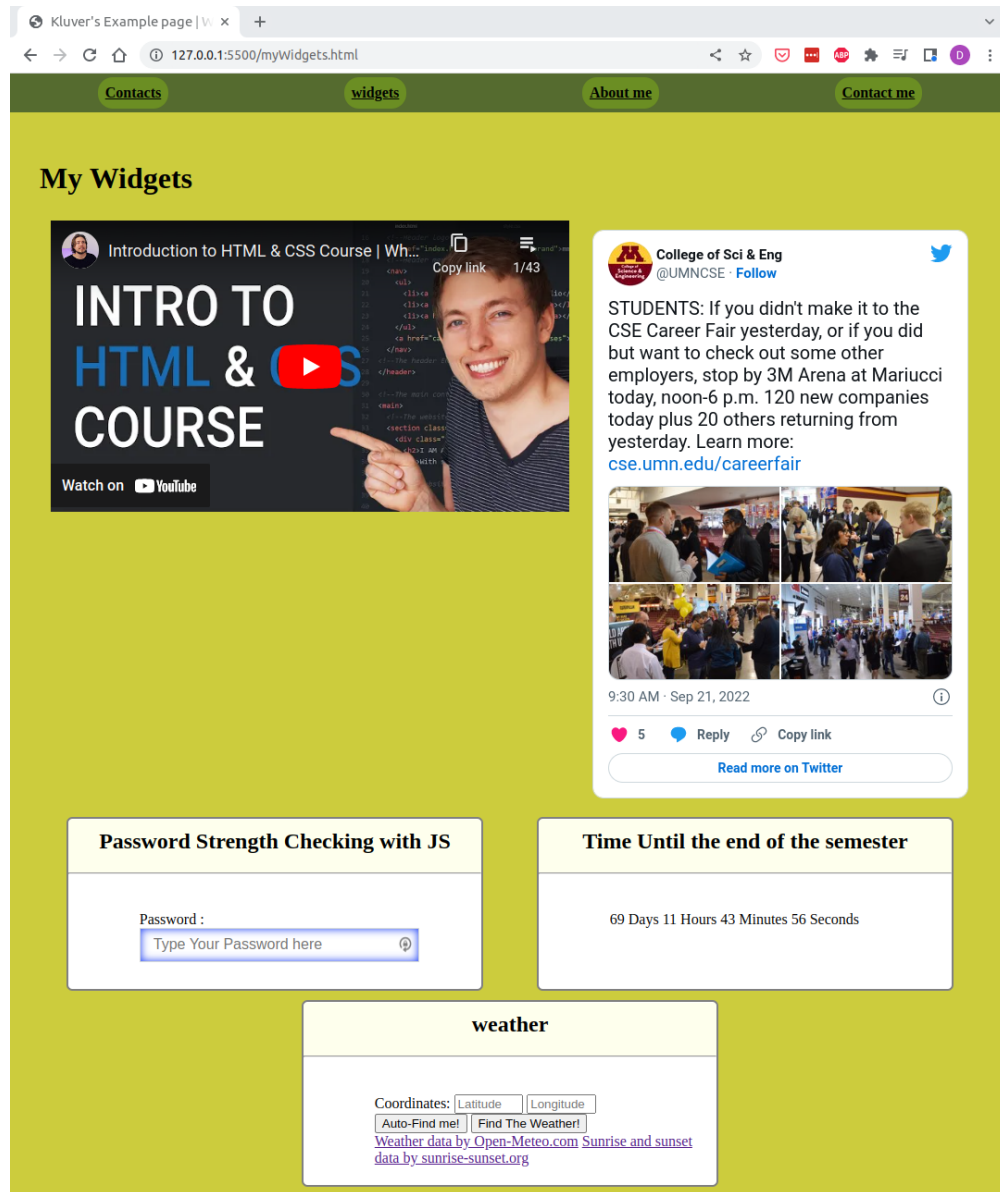 Kluver's Example page | W
127.0.0.1:5500/myWidgets.html
ABP
D
Contacts widgets About me Contact me
My Widgets
Introduction to HTML & CSS Course | Wh...
Copy link 1/43
INTRO TO
HTML & CSS
COURSE
Watch on YouTube
College of Sci & Eng
@UMNCSE · Follow
STUDENTS: If you didn't make it to the
CSE Career Fair yesterday, or if you did
but want to check out some other
employers, stop by 3M Arena at Mariucci
today, noon-6 p.m. 120 new companies
today plus 20 others returning from
yesterday. Learn more:
cse.umn.edu/careerfair
9:30 AM · Sep 21, 2022
5 Reply Copy link
Read more on Twitter
Password Strength Checking with JS
Password :
Type Your Password here
Time Until the end of the semester
69 Days 11 Hours 43 Minutes 56 Seconds
weather
Coordinates: Latitude Longitude
Auto-Find me! Find The Weather!
Weather data by Open-Meteo.com Sunrise and sunset
data by sunrise-sunset.org